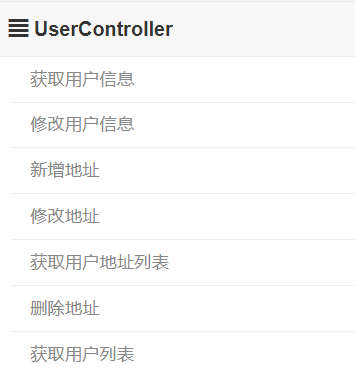 UserController
获取用户信息
修改用户信息
新增地址
修改地址
获取用户地址列表
删除地址
获取用户列表